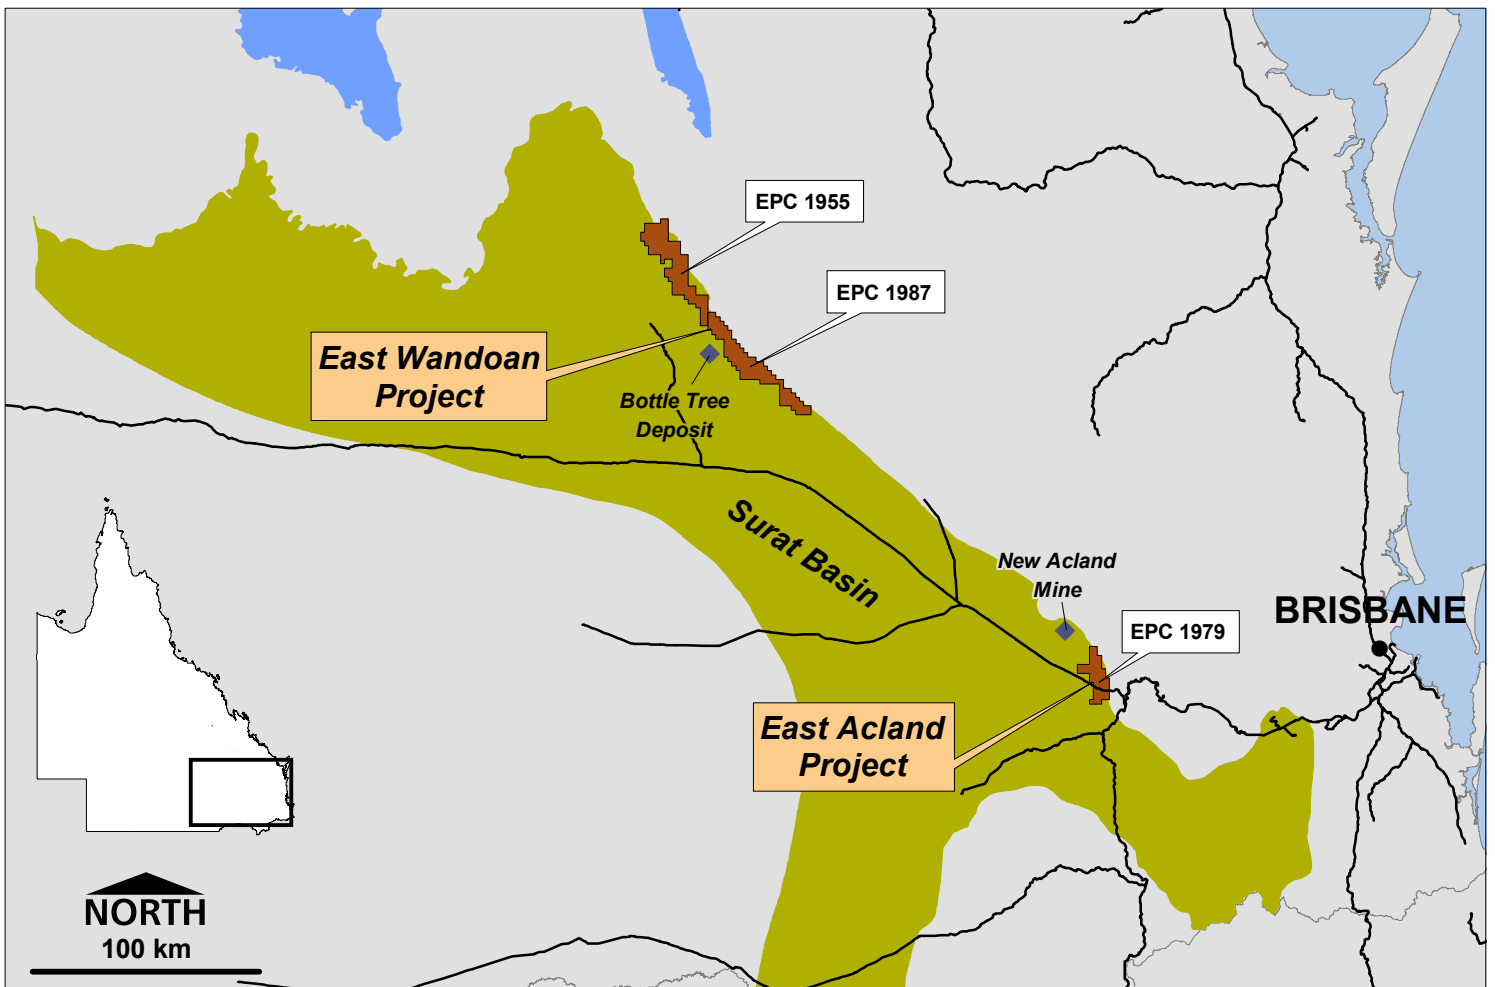 EPC 1955
EPC 1987
East Wandoan
Project
Bottle Tree
Deposit
Surat Basin
New Acland
Mine
BRISBANE
EPC 1979
East Acland
Project
NORTH
100 km